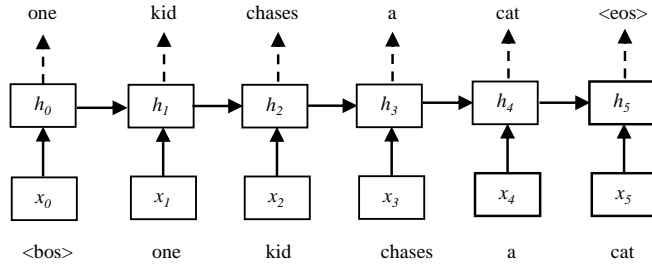 one kid chases a cat <eos>
h0 h1 h2 h3 h4 h5
x0 x1 x2 x3 x4 x5
<bos> one kid chases a cat